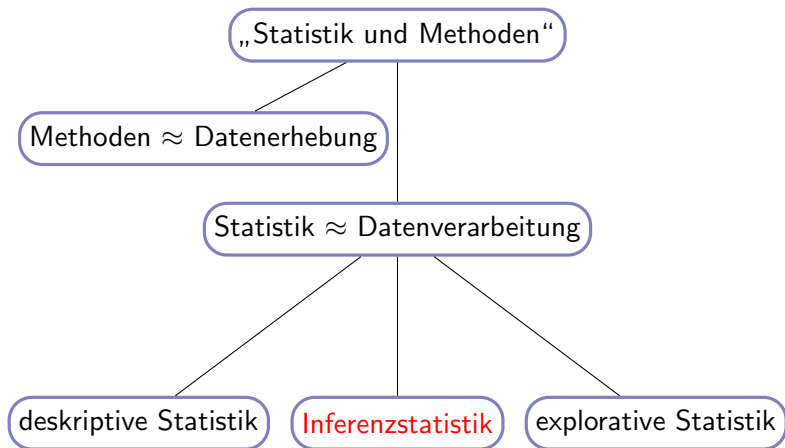 „Statistik und Methoden“
Methoden ≈ Datenerhebung
Statistik ≈ Datenverarbeitung
deskriptive Statistik
Inferenzstatistik
explorative Statistik